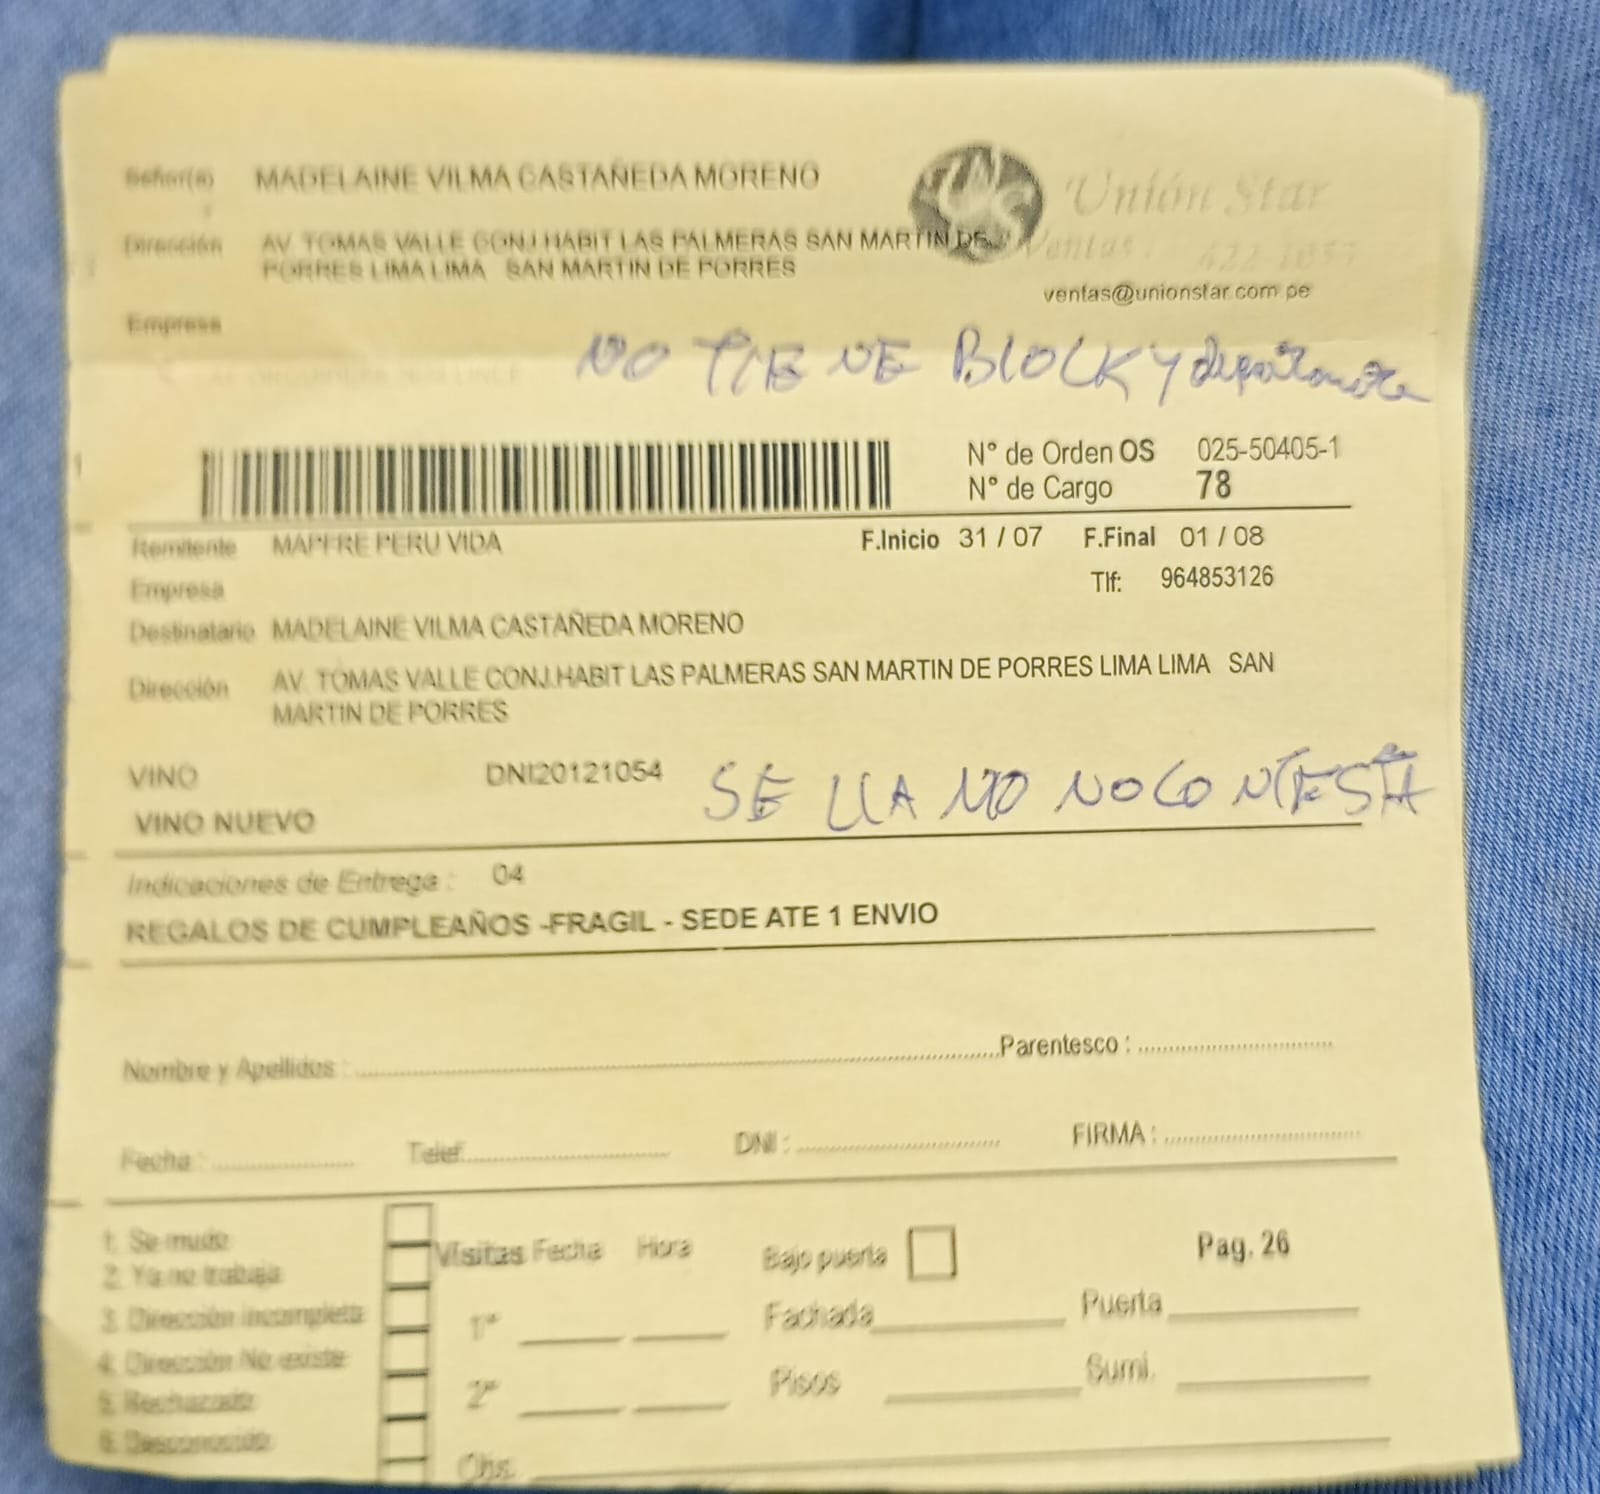 Señor(a) MADELAINE VILMA CASTAÑEDA MORENO
Unión Star
Dirección AV. TOMAS VALLE CONJ.HABIT LAS PALMERAS SAN MARTIN DE
PORRES LIMA LIMA SAN MARTIN DE PORRES
Ventas: 422-1657
ventas@unionstar.com.pe
Empresa
NO TIENE BLOCK Y departamento
N° de Orden OS 025-50405-1
N° de Cargo 78
Remitente MAPFRE PERU VIDA F.Inicio 31 / 07 F.Final 01 / 08
Empresa Tlf: 964853126
Destinatario MADELAINE VILMA CASTAÑEDA MORENO
Dirección AV. TOMAS VALLE CONJ.HABIT LAS PALMERAS SAN MARTIN DE PORRES LIMA LIMA SAN
MARTIN DE PORRES
VINO DNI20121054 SE LLAMO NO CONTESTA
VINO NUEVO
Indicaciones de Entrega : 04
REGALOS DE CUMPLEAÑOS -FRAGIL - SEDE ATE 1 ENVIO
Nombre y Apellidos : Parentesco :
Fecha : Telef. DNI : FIRMA :
1. Se mudo
2. Ya no trabaja
3. Dirección incompleta
4. Dirección No existe
5. Rechazado
6. Desconocido
Visitas Fecha Hora
1ª
2ª
Obs.
Bajo puerta
Pag. 26
Fachada Puerta
Pisos Sumi.